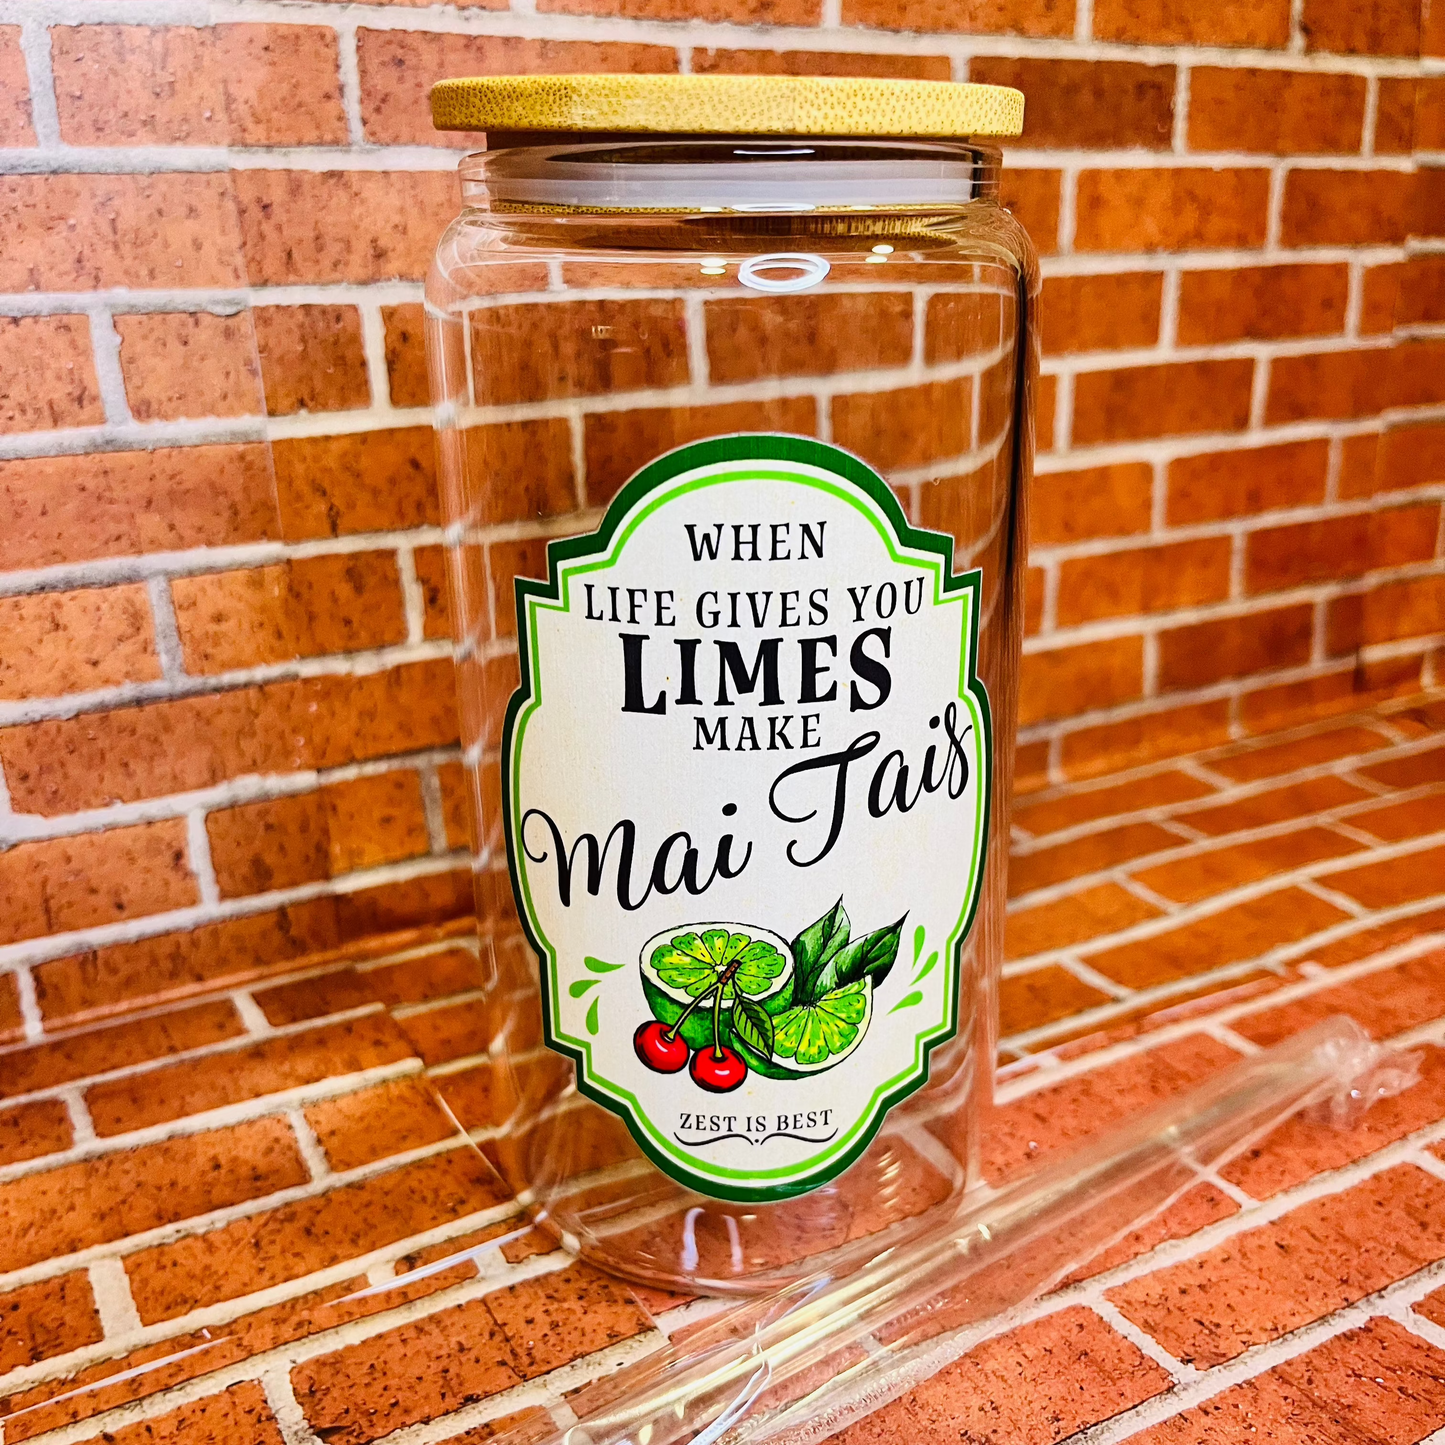 WHEN
LIFE GIVES YOU
LIMES
MAKE
Mai Tais
ZEST IS BEST